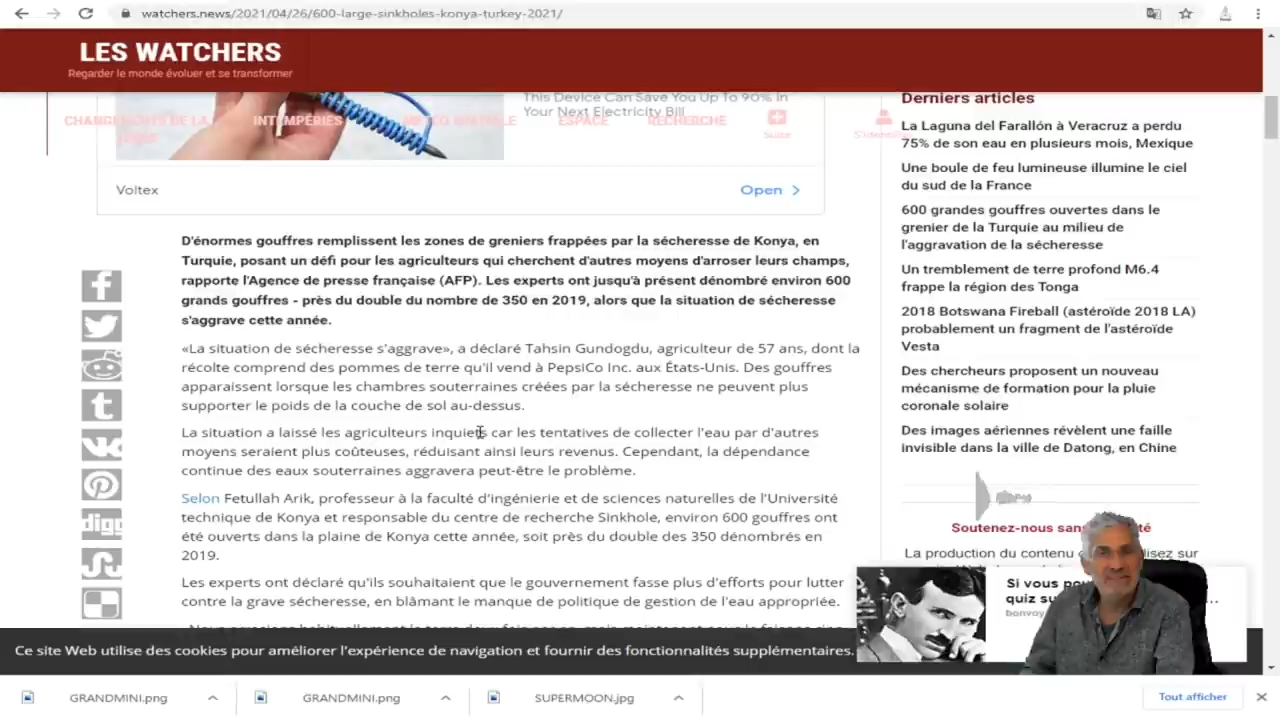 watchers.news/2021/04/26/600-large-sinkholes-konya-turkey-2021/
LES WATCHERS
Regarder le monde évoluer et se transformer
This Device Can Save You Up To 90% In
Your Next Electricity Bill
INTEMPÉRIES
ESPACE
RECHERCHE
Suite
Voltex
Open
D'énormes gouffres remplissent les zones de greniers frappées par la sécheresse de Konya, en
Turquie, posant un défi pour les agriculteurs qui cherchent d'autres moyens d'arroser leurs champs,
rapporte l'Agence de presse française (AFP). Les experts ont jusqu'à présent dénombré environ 600
grands gouffres - près du double du nombre de 350 en 2019, alors que la situation de sécheresse
s'aggrave cette année.
«La situation de sécheresse s'aggrave», a déclaré Tahsin Gundogdu, agriculteur de 57 ans, dont la
récolte comprend des pommes de terre qu'il vend à PepsiCo Inc. aux États-Unis. Des gouffres
apparaissent lorsque les chambres souterraines créées par la sécheresse ne peuvent plus
supporter le poids de la couche de sol au-dessus.
La situation a laissé les agriculteurs inquiets car les tentatives de collecter l'eau par d'autres
moyens seraient plus coûteuses, réduisant ainsi leurs revenus. Cependant, la dépendance
continue des eaux souterraines aggravera peut-être le problème.
Selon Fetullah Arik, professeur à la faculté d'ingénierie et de sciences naturelles de l'Université
technique de Konya et responsable du centre de recherche Sinkhole, environ 600 gouffres ont
été ouverts dans la plaine de Konya cette année, soit près du double des 350 dénombrés en
2019.
Les experts ont déclaré qu'ils souhaitaient que le gouvernement fasse plus d'efforts pour lutter
contre la grave sécheresse, en blâmant le manque de politique de gestion de l'eau appropriée.
digg
Derniers articles
La Laguna del Farallón à Veracruz a perdu
75% de son eau en plusieurs mois, Mexique
Une boule de feu lumineuse illumine le ciel
du sud de la France
600 grandes gouffres ouvertes dans le
grenier de la Turquie au milieu de
l'aggravation de la sécheresse
Un tremblement de terre profond M6.4
frappe la région des Tonga
2018 Botswana Fireball (astéroïde 2018 LA)
probablement un fragment de l'astéroïde
Vesta
Des chercheurs proposent un nouveau
mécanisme de formation pour la pluie
coronale solaire
Des images aériennes révèlent une faille
invisible dans la ville de Datong, en Chine
Soutenez-nous
La production du contenu
sur
Si vous
quiz
Ce site Web utilise des cookies pour améliorer l'expérience de navigation et fournir des fonctionnalités supplémentaires.
GRANDMINI.png
GRANDMINI.png
SUPERMOON.jpg
Tout afficher